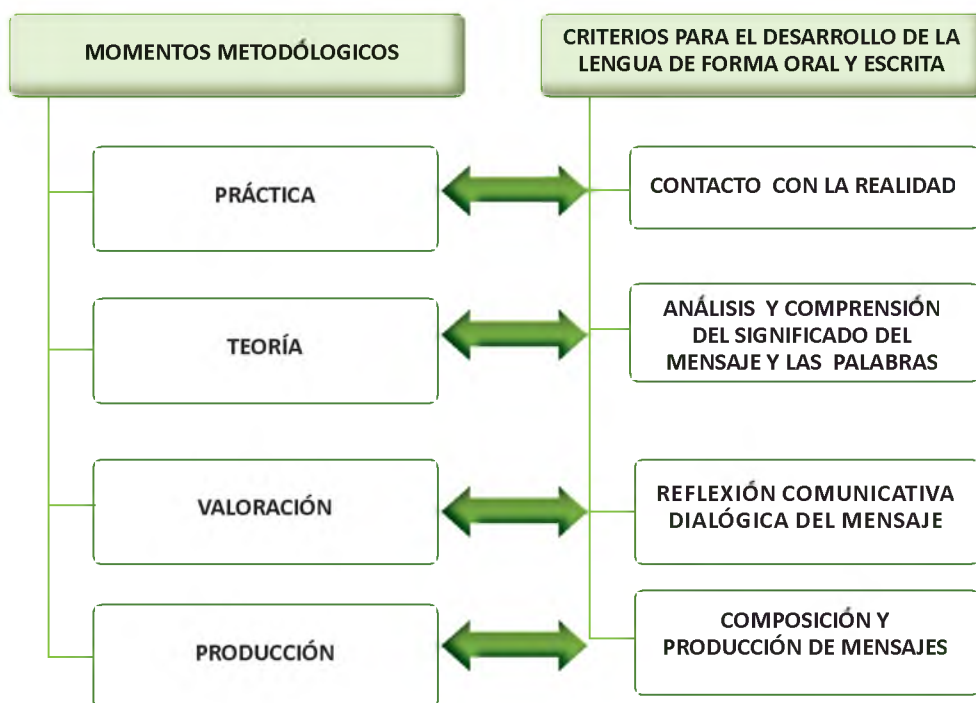 MOMENTOS METODÓLOGICOS
CRITERIOS PARA EL DESARROLLO DE LA
LENGUA DE FORMA ORAL Y ESCRITA
PRÁCTICA
CONTACTO CON LA REALIDAD
TEORÍA
ANÁLISIS Y COMPRENSIÓN
DEL SIGNIFICADO DEL
MENSAJE Y LAS PALABRAS
VALORACIÓN
REFLEXIÓN COMUNICATIVA
DIALÓGICA DEL MENSAJE
PRODUCCIÓN
COMPOSICIÓN Y
PRODUCCIÓN DE MENSAJES